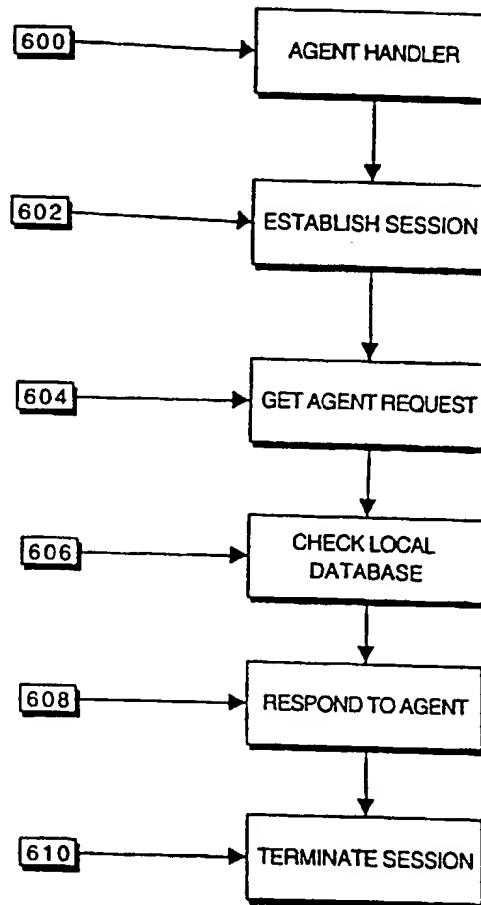 600
AGENT HANDLER
602
ESTABLISH SESSION
604
GET AGENT REQUEST
606
CHECK LOCAL
DATABASE
608
RESPOND TO AGENT
610
TERMINATE SESSION